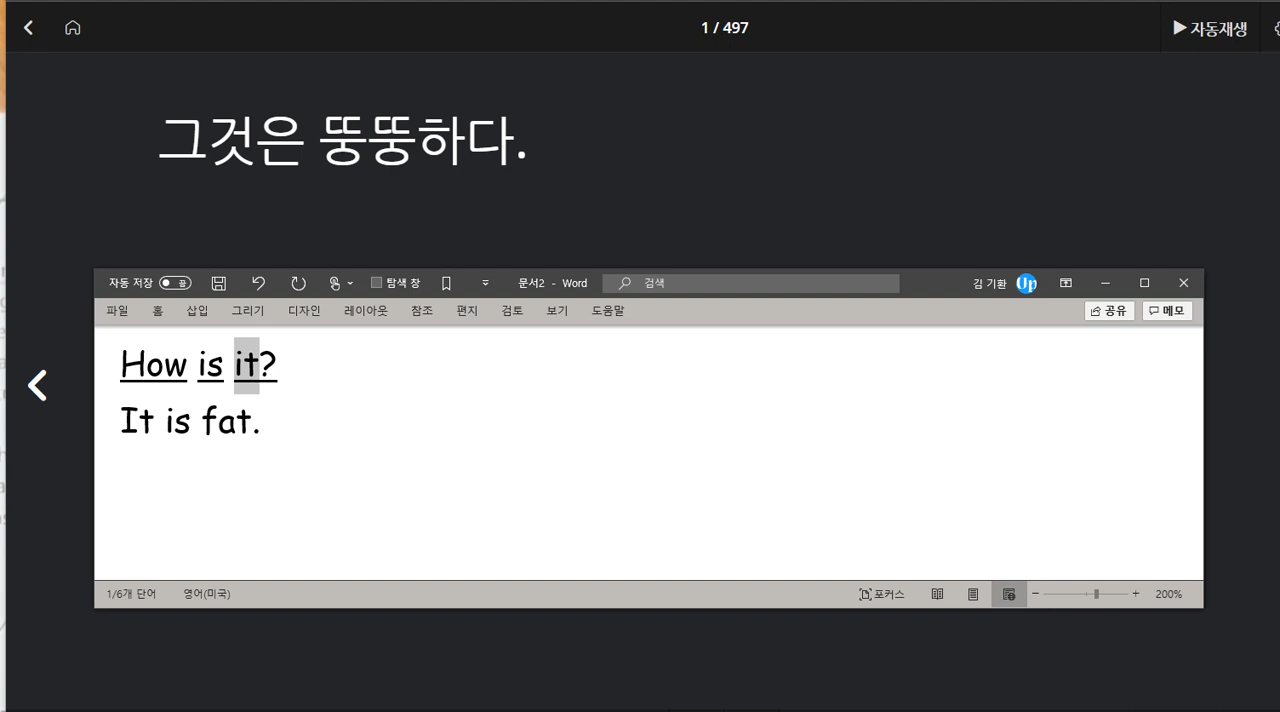 1 / 497
▶ 자동재생
그것은 뚱뚱하다.
자동 저장 끔 탐색 창 문서2 - Word 검색 김 기환 Up
파일 홈 삽입 그리기 디자인 레이아웃 참조 편지 검토 보기 도움말 공유 메모
How is it?
It is fat.
1/6개 단어 영어(미국) 포커스 - + 200%